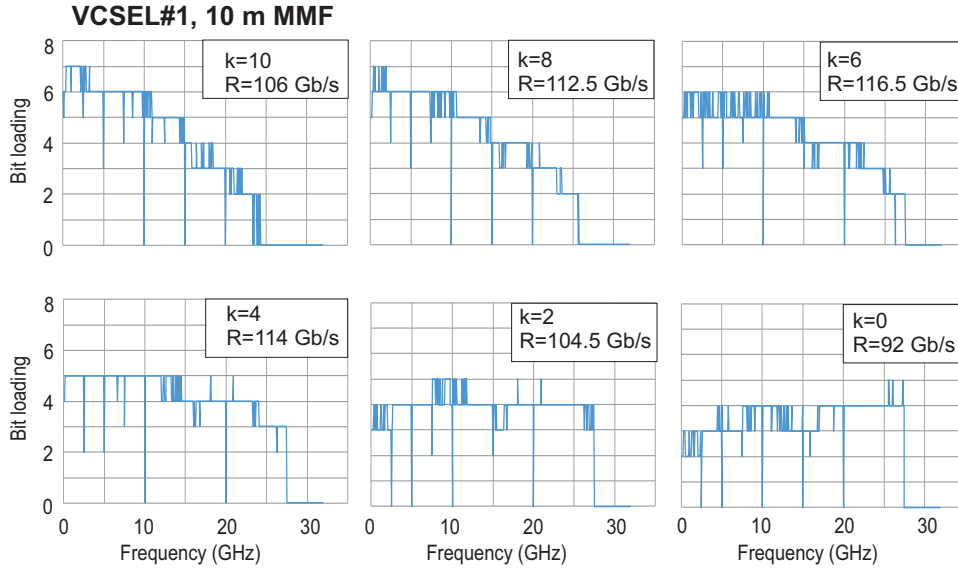 VCSEL#1, 10 m MMF
8
6
4
2
0
Bit loading
k=10
R=106 Gb/s
k=8
R=112.5 Gb/s
k=6
R=116.5 Gb/s
8
6
4
2
0
Bit loading
k=4
R=114 Gb/s
k=2
R=104.5 Gb/s
k=0
R=92 Gb/s
0 10 20 30
0 10 20 30
0 10 20 30
Frequency (GHz)
Frequency (GHz)
Frequency (GHz)